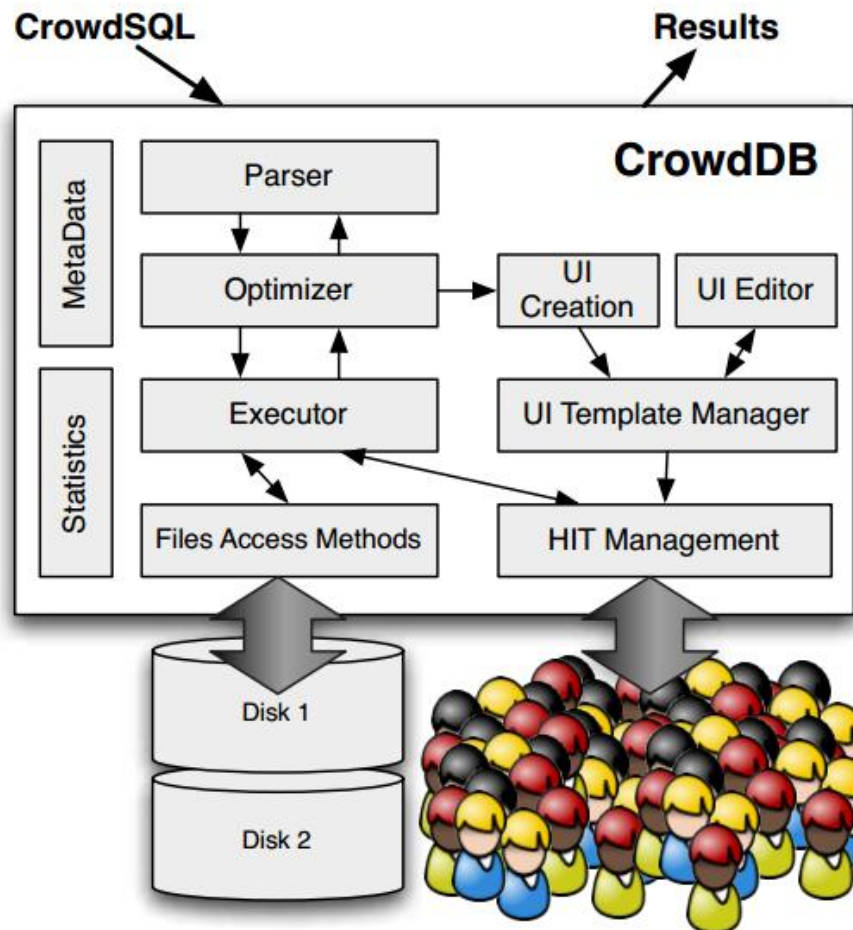 CrowdSQL
Results
CrowdDB
MetaData
Parser
Optimizer
UI
Creation
UI Editor
Statistics
Executor
UI Template Manager
Files Access Methods
HIT Management
Disk 1
Disk 2